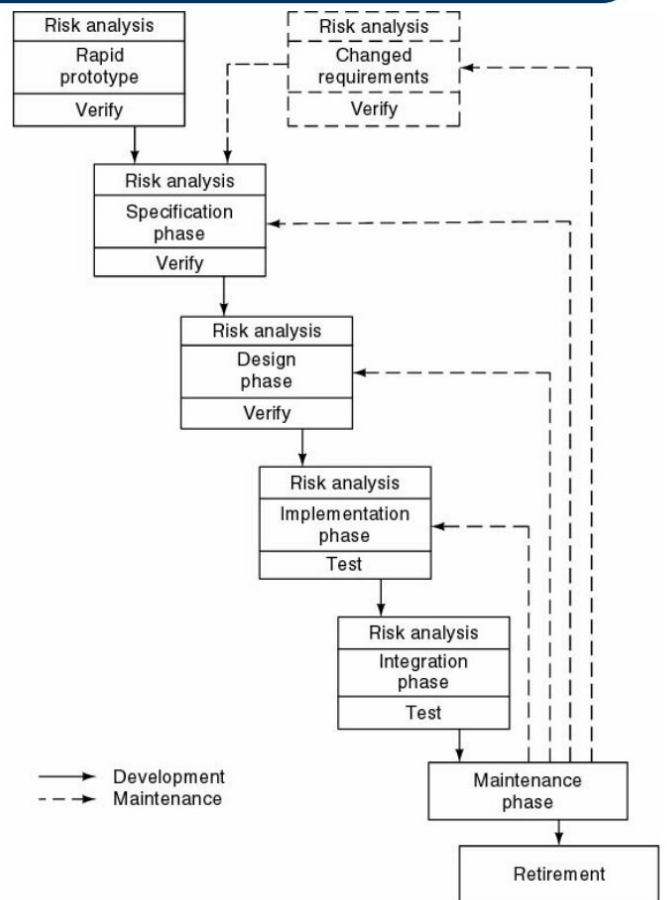 Risk analysis
Rapid
prototype
Verify
Risk analysis
Changed
requirements
Verify
Risk analysis
Specification
phase
Verify
Risk analysis
Design
phase
Verify
Risk analysis
Implementation
phase
Test
Risk analysis
Integration
phase
Test
Development
Maintenance
Maintenance
phase
Retirement